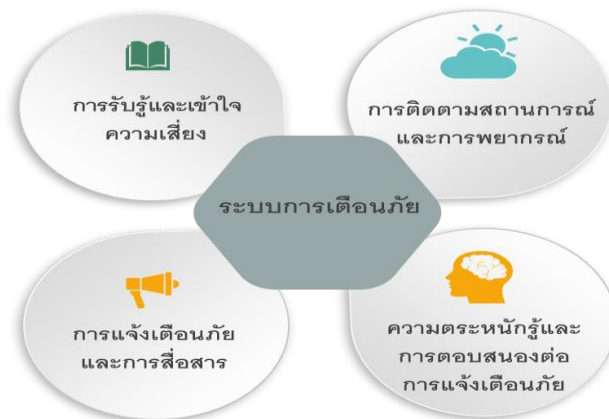 การรับรู้และเข้าใจ
ความเสี่ยง
การติดตามสถานการณ์
และการพยากรณ์
ระบบการเตือนภัย
การแจ้งเตือนภัย
และการสื่อสาร
ความตระหนักรู้และ
การตอบสนองต่อ
การแจ้งเตือนภัย